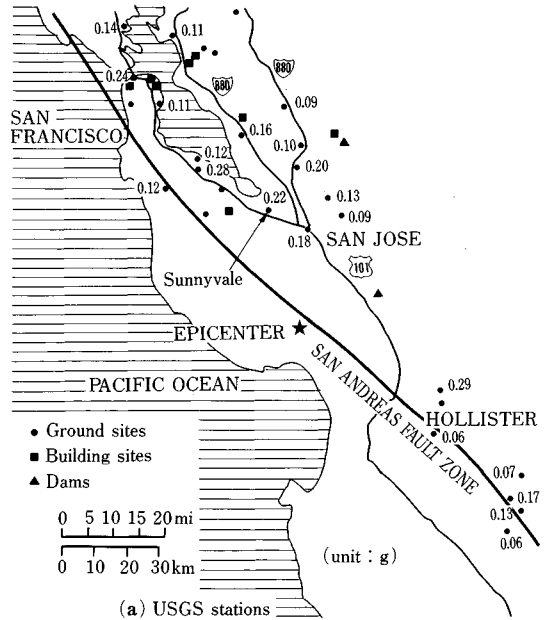 0.14
0.11
880
880
0.24
SAN
FRANCISCO
0.11
0.09
0.16
0.10
0.12
0.28
0.20
0.12
0.13
0.22
0.09
0.18
SAN JOSE
Sunnyvale
101
EPICENTER
SAN ANDREAS FAULT ZONE
PACIFIC OCEAN
0.29
HOLLISTER
0.06
Ground sites
Building sites
Dams
0.07
0.17
0.13
0.06
0 5 10 15 20 mi
0 10 20 30
km
(unit : g)
(a) USGS stations